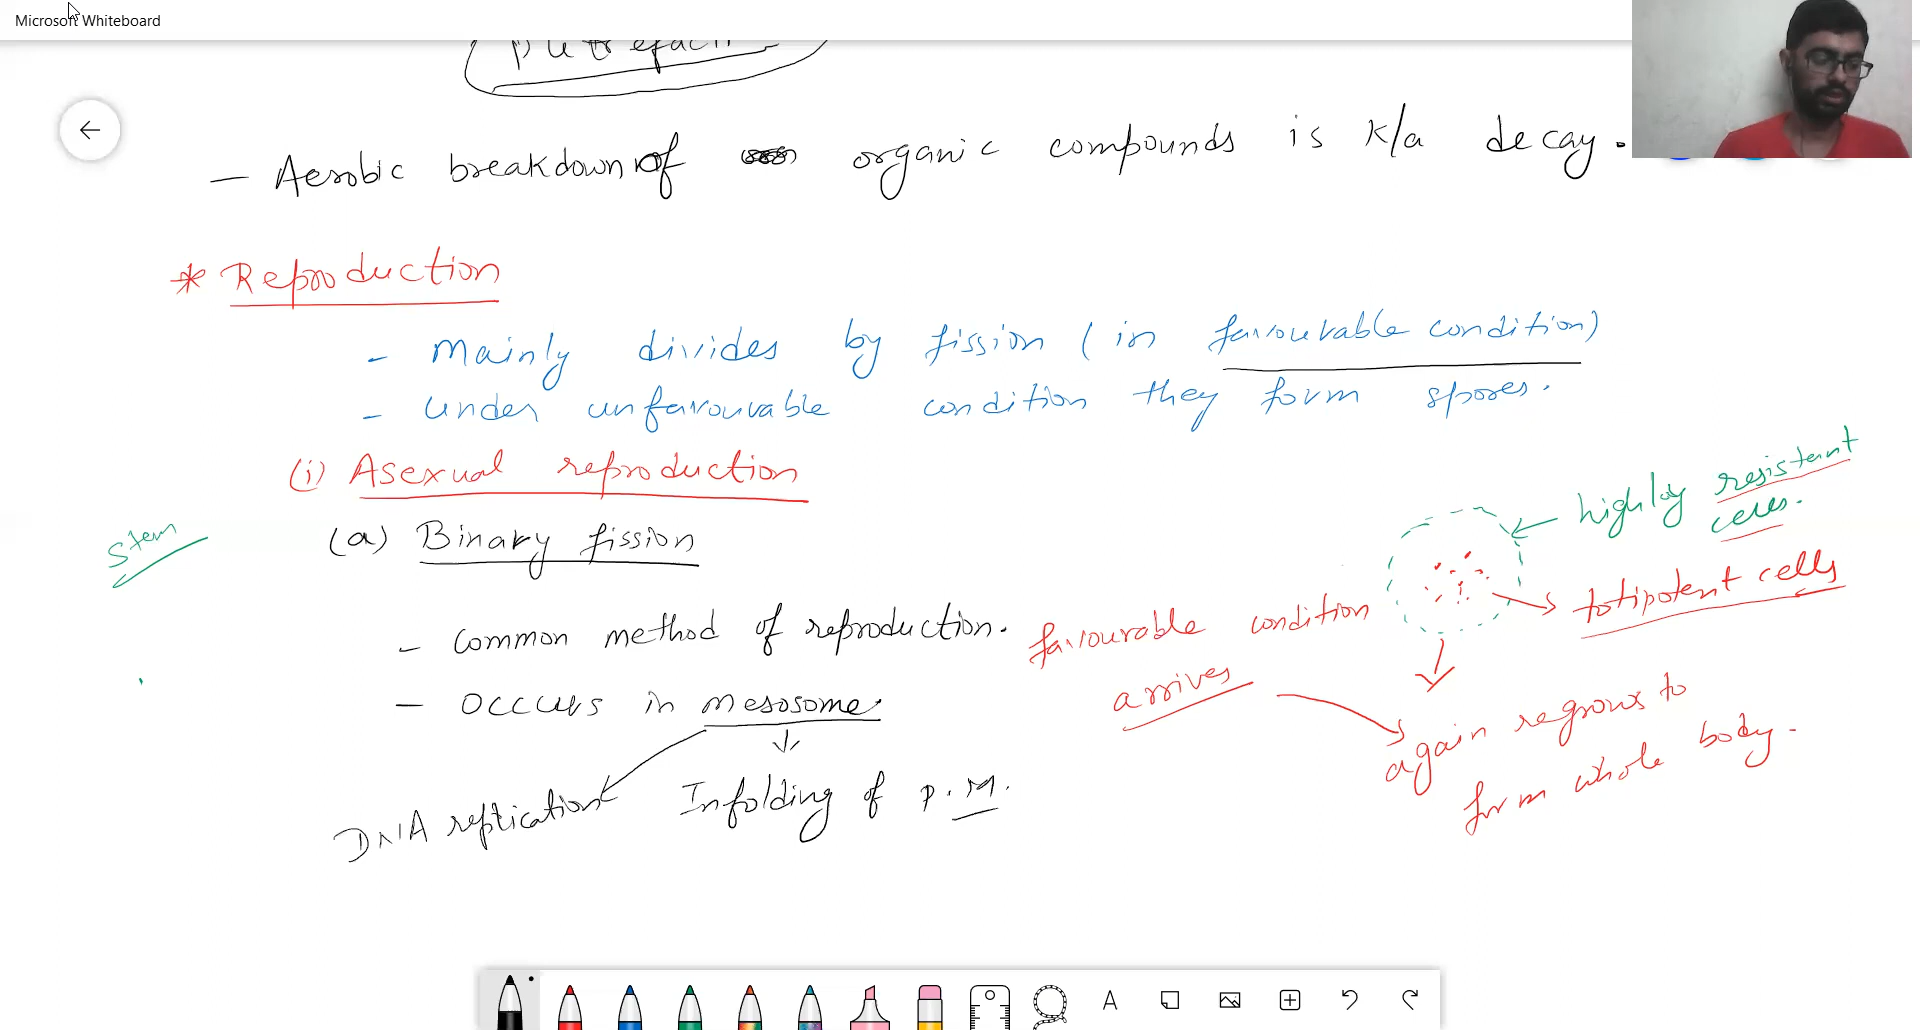 Microsoft Whiteboard
putrefacti
- Aerobic breakdown of organic compounds is k/a decay.
* Reproduction
- Mainly divides by fission (in favourable condition)
- under unfavourable condition they form spores.
(i) Asexual reproduction
Stem
(a) Binary fission
- common method of reproduction.
- occurs in mesosome.
DNA replication
Infolding of P.M.
highly resistant
cells.
totipotent cells
favourable condition
arrives
again regrows to
form whole body.
A